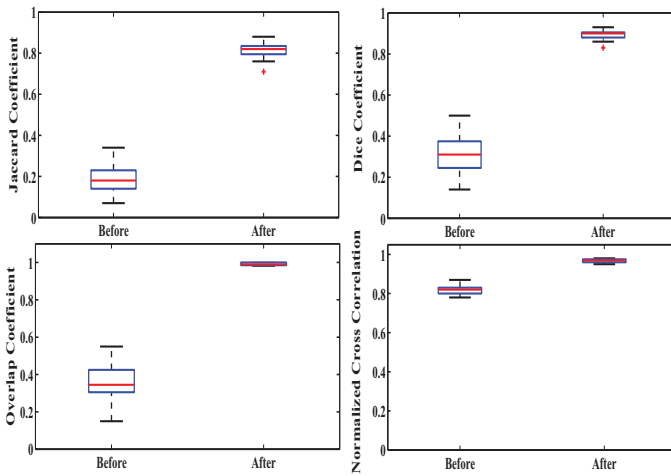 Jaccard Coefficient
1
0.8
0.6
0.4
0.2
0
Before
After
Dice Coefficient
1
0.8
0.6
0.4
0.2
0
Before
After
Overlap Coefficient
1
0.8
0.6
0.4
0.2
0
Before
After
Normalized Cross Correlation
1
0.8
0.6
0.4
0.2
0
Before
After